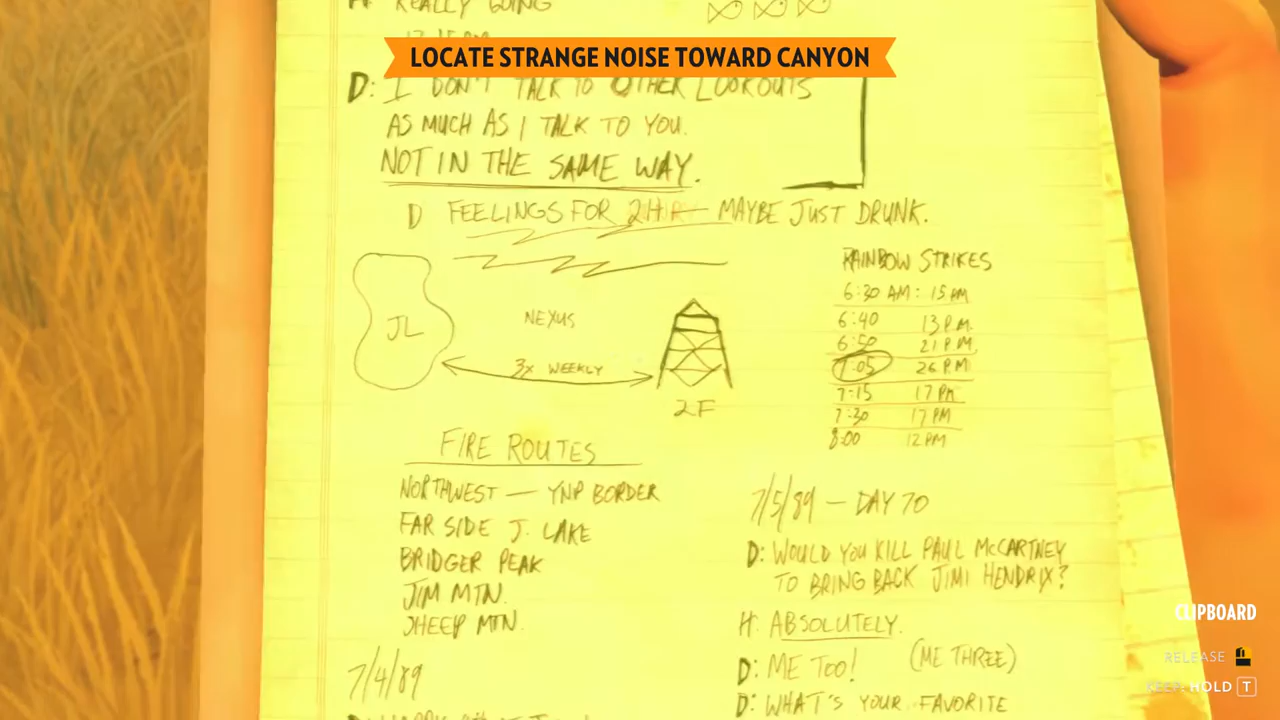 REALLY GOING
LOCATE STRANGE NOISE TOWARD CANYON
D: I DON'T TALK TO OTHER LOOKOUTS
AS MUCH AS I TALK TO YOU.
NOT IN THE SAME WAY.
D FEELINGS FOR MAYBE JUST DRUNK.
JL
NEXUS
3x WEEKLY
2F
RAINBOW STRIKES
6:30 AM: 15 PM
6:40 13 P.M.
6:50 21 P.M.
7:05 26 P.M
7:15 17 PM
7:30 17 PM
8:00 12 PM
FIRE ROUTES
NORTHWEST — YNP BORDER
FAR SIDE J. LAKE
BRIDGER PEAK
JIM MTN.
SHEEP MTN.
7/4/89
7/5/89 — DAY 70
D: WOULD YOU KILL PAUL McCARTNEY
TO BRING BACK JIMI HENDRIX?
H: ABSOLUTELY.
D: ME TOO! (ME THREE)
D: WHAT'S YOUR FAVORITE
CLIPBOARD
RELEASE
KEEP: HOLD T